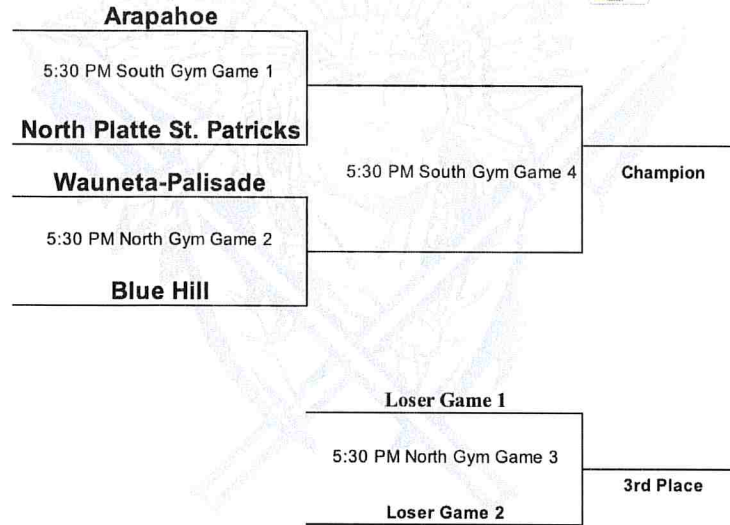 Arapahoe
5:30 PM South Gym Game 1
North Platte St. Patricks
Wauneta-Palisade
5:30 PM North Gym Game 2
Blue Hill
5:30 PM South Gym Game 4
Champion
Loser Game 1
5:30 PM North Gym Game 3
Loser Game 2
3rd Place